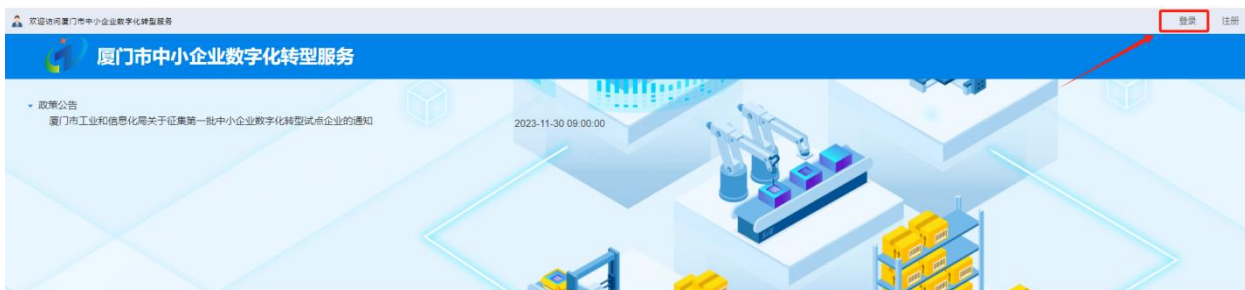 欢迎访问厦门市中小企业数字化转型服务
登录 注册
厦门市中小企业数字化转型服务
政策公告
厦门市工业和信息化局关于征集第一批中小企业数字化转型试点企业的通知 2023-11-30 09:00:00